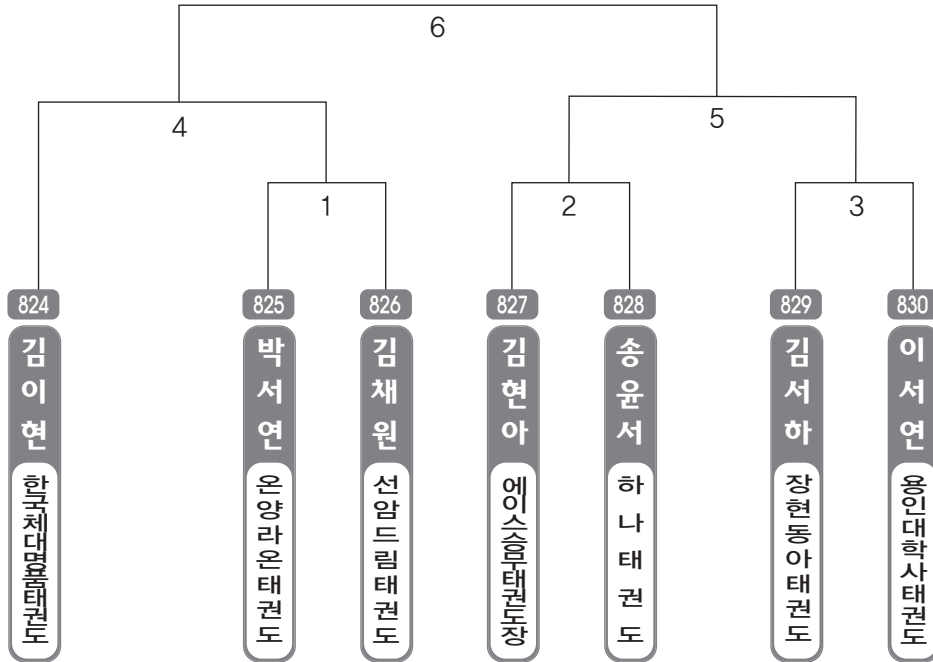 6
4
5
1
2
3
824
825
826
827
828
829
830
김이현
박서연
김채원
김현아
송윤서
김서하
이서연
한국체대명품태권도
온양라온태권도
선암드림태권도
에이스승무태권도장
하나태권도
장현동아태권도
용인대학사태권도